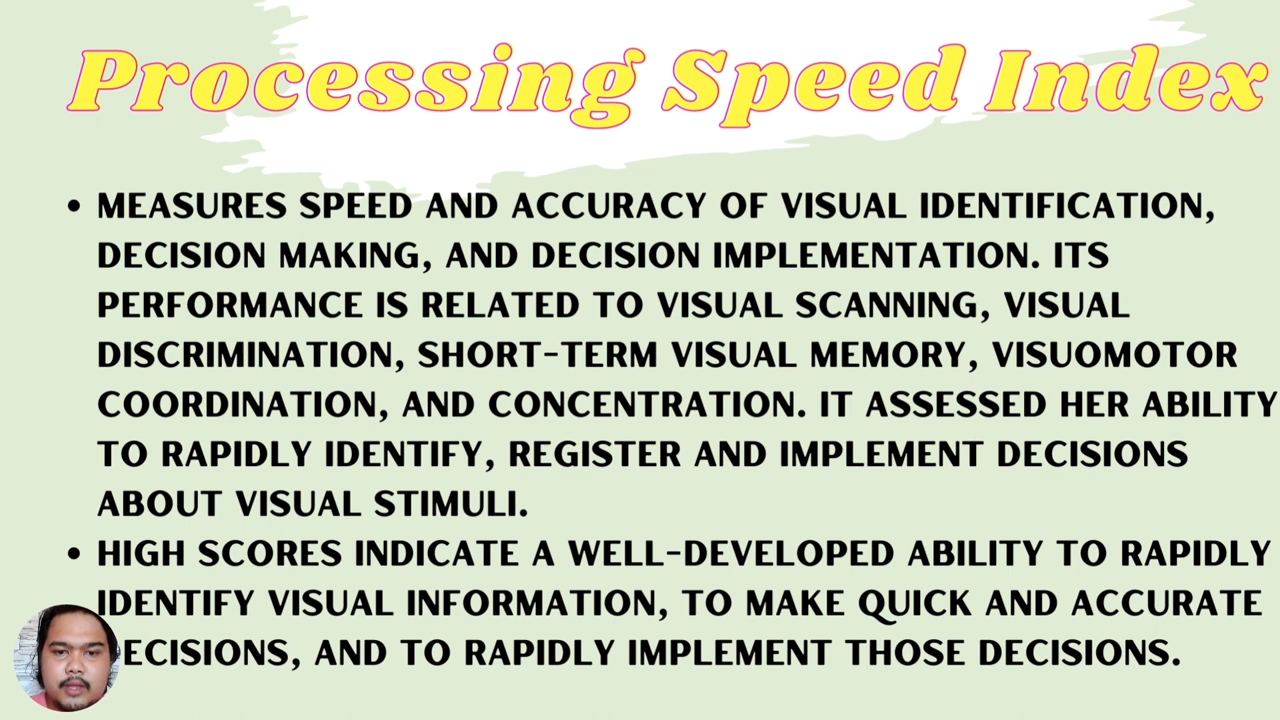 Processing Speed Index
• MEASURES SPEED AND ACCURACY OF VISUAL IDENTIFICATION,
DECISION MAKING, AND DECISION IMPLEMENTATION. ITS
PERFORMANCE IS RELATED TO VISUAL SCANNING, VISUAL
DISCRIMINATION, SHORT-TERM VISUAL MEMORY, VISUOMOTOR
COORDINATION, AND CONCENTRATION. IT ASSESSED HER ABILITY
TO RAPIDLY IDENTIFY, REGISTER AND IMPLEMENT DECISIONS
ABOUT VISUAL STIMULI.
• HIGH SCORES INDICATE A WELL-DEVELOPED ABILITY TO RAPIDLY
IDENTIFY VISUAL INFORMATION, TO MAKE QUICK AND ACCURATE
DECISIONS, AND TO RAPIDLY IMPLEMENT THOSE DECISIONS.